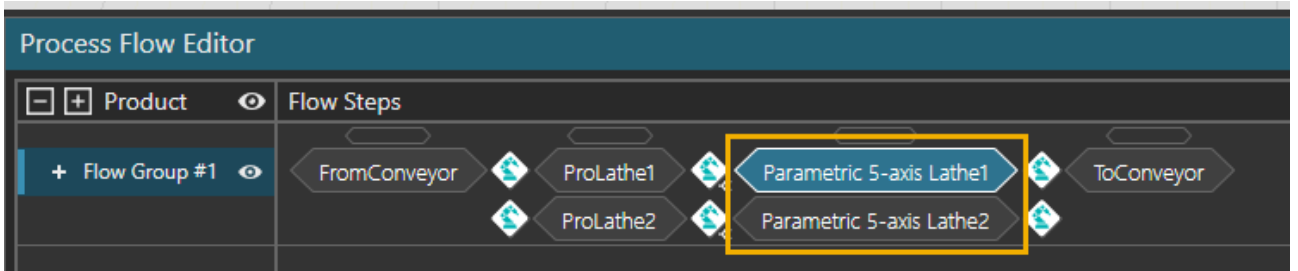 Process Flow Editor
Product Flow Steps
+ Flow Group #1 FromConveyor ProLathe1 Parametric 5-axis Lathe1 ToConveyor
ProLathe2 Parametric 5-axis Lathe2